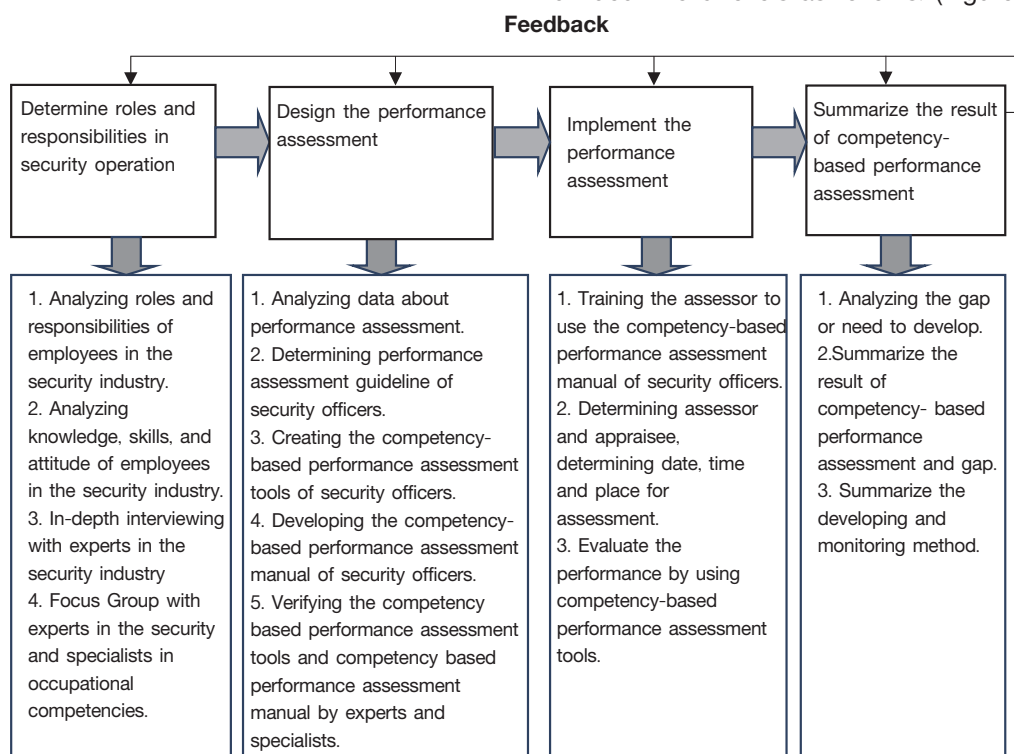 Feedback
Determine roles and
responsibilities in
security operation
Design the performance
assessment
Implement the
performance
assessment
Summarize the result
of competency-
based performance
assessment
1. Analyzing roles and
responsibilities of
employees in the
security industry.
2. Analyzing
knowledge, skills, and
attitude of employees
in the security industry.
3. In-depth interviewing
with experts in the
security industry
4. Focus Group with
experts in the security
and specialists in
occupational
competencies.
1. Analyzing data about
performance assessment.
2. Determining performance
assessment guideline of
security officers.
3. Creating the competency-
based performance assessment
tools of security officers.
4. Developing the competency-
based performance assessment
manual of security officers.
5. Verifying the competency
based performance assessment
tools and competency based
performance assessment
manual by experts and
specialists.
1. Training the assessor to
use the competency-based
performance assessment
manual of security officers.
2. Determining assessor
and appraisee,
determining date, time
and place for
assessment.
3. Evaluate the
performance by using
competency-based
performance assessment
tools.
1. Analyzing the gap
or need to develop.
2.Summarize the
result of
competency- based
performance
assessment and gap.
3. Summarize the
developing and
monitoring method.